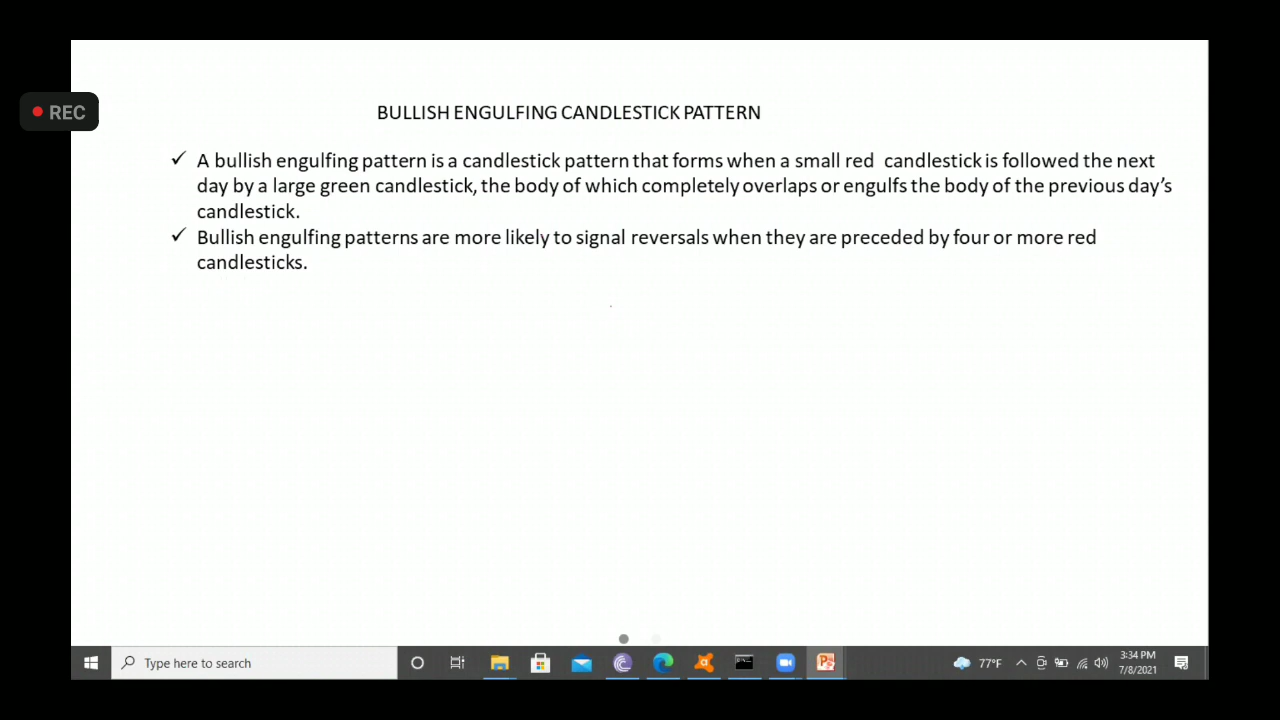 REC
BULLISH ENGULFING CANDLESTICK PATTERN
✓ A bullish engulfing pattern is a candlestick pattern that forms when a small red candlestick is followed the next
day by a large green candlestick, the body of which completely overlaps or engulfs the body of the previous day's
candlestick.
✓ Bullish engulfing patterns are more likely to signal reversals when they are preceded by four or more red
candlesticks.
Type here to search
77°F
3:34 PM
7/8/2021